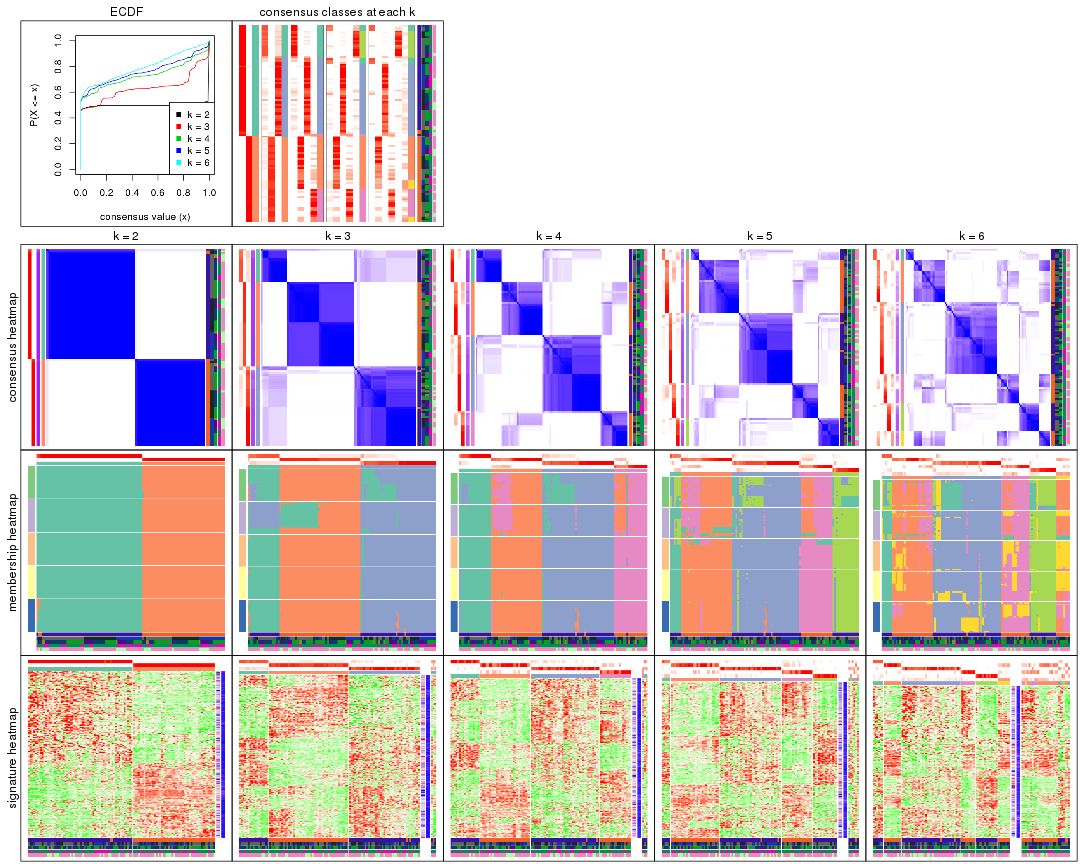 ECDF
consensus classes at each k
P(X <= x)
0.0
0.2
0.4
0.6
0.8
1.0
k = 2
k = 3
k = 4
k = 5
k = 6
0.0 0.2 0.4 0.6 0.8 1.0
consensus value (x)
k = 2
k = 3
k = 4
k = 5
k = 6
consensus heatmap
membership heatmap
signature heatmap